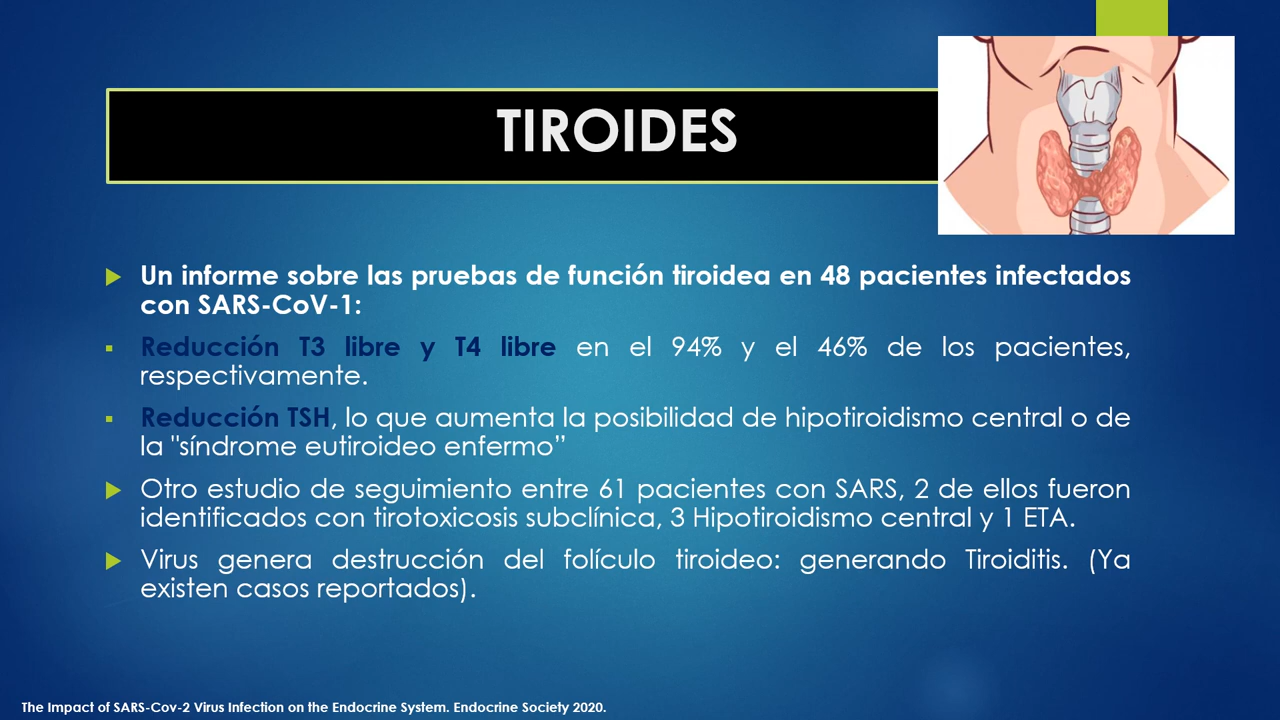 TIROIDES
Un informe sobre las pruebas de función tiroidea en 48 pacientes infectados
con SARS-CoV-1:
Reducción T3 libre y T4 libre en el 94% y el 46% de los pacientes,
respectivamente.
Reducción TSH, lo que aumenta la posibilidad de hipotiroidismo central o de
la "síndrome eutiroideo enfermo”
Otro estudio de seguimiento entre 61 pacientes con SARS, 2 de ellos fueron
identificados con tirotoxicosis subclínica, 3 Hipotiroidismo central y 1 ETA.
Virus genera destrucción del folículo tiroideo: generando Tiroiditis. (Ya
existen casos reportados).
The Impact of SARS-Cov-2 Virus Infection on the Endocrine System. Endocrine Society 2020.